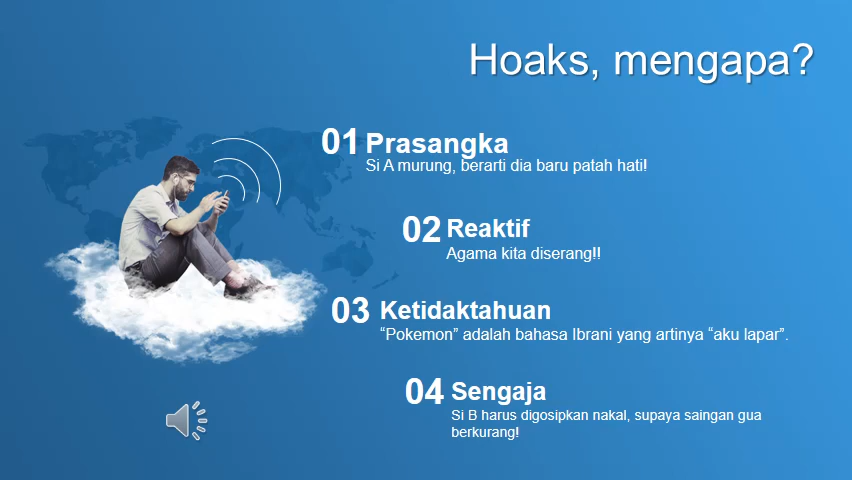 Hoaks, mengapa?
01 Prasangka
Si A murung, berarti dia baru patah hati!
02 Reaktif
Agama kita diserang!!
03 Ketidaktahuan
“Pokemon” adalah bahasa Ibrani yang artinya “aku lapar”.
04 Sengaja
Si B harus digosipkan nakal, supaya saingan gua
berkurang!